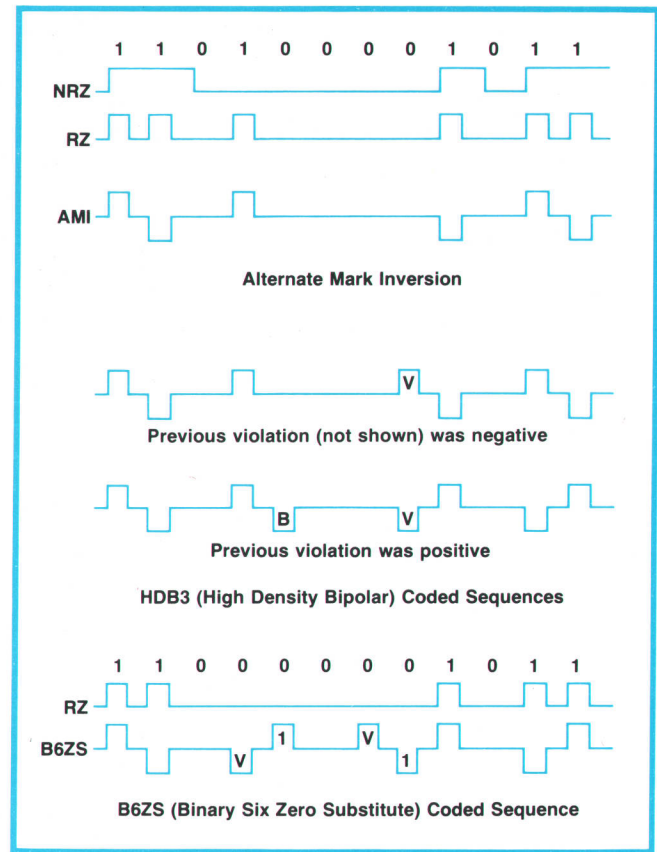 1 1 0 1 0 0 0 0 1 0 1 1
NRZ
RZ
AMI
Alternate Mark Inversion
V
Previous violation (not shown) was negative
B V
Previous violation was positive
HDB3 (High Density Bipolar) Coded Sequences
1 1 0 0 0 0 0 0 1 0 1 1
RZ
B6ZS V 1 V 1
B6ZS (Binary Six Zero Substitute) Coded Sequence